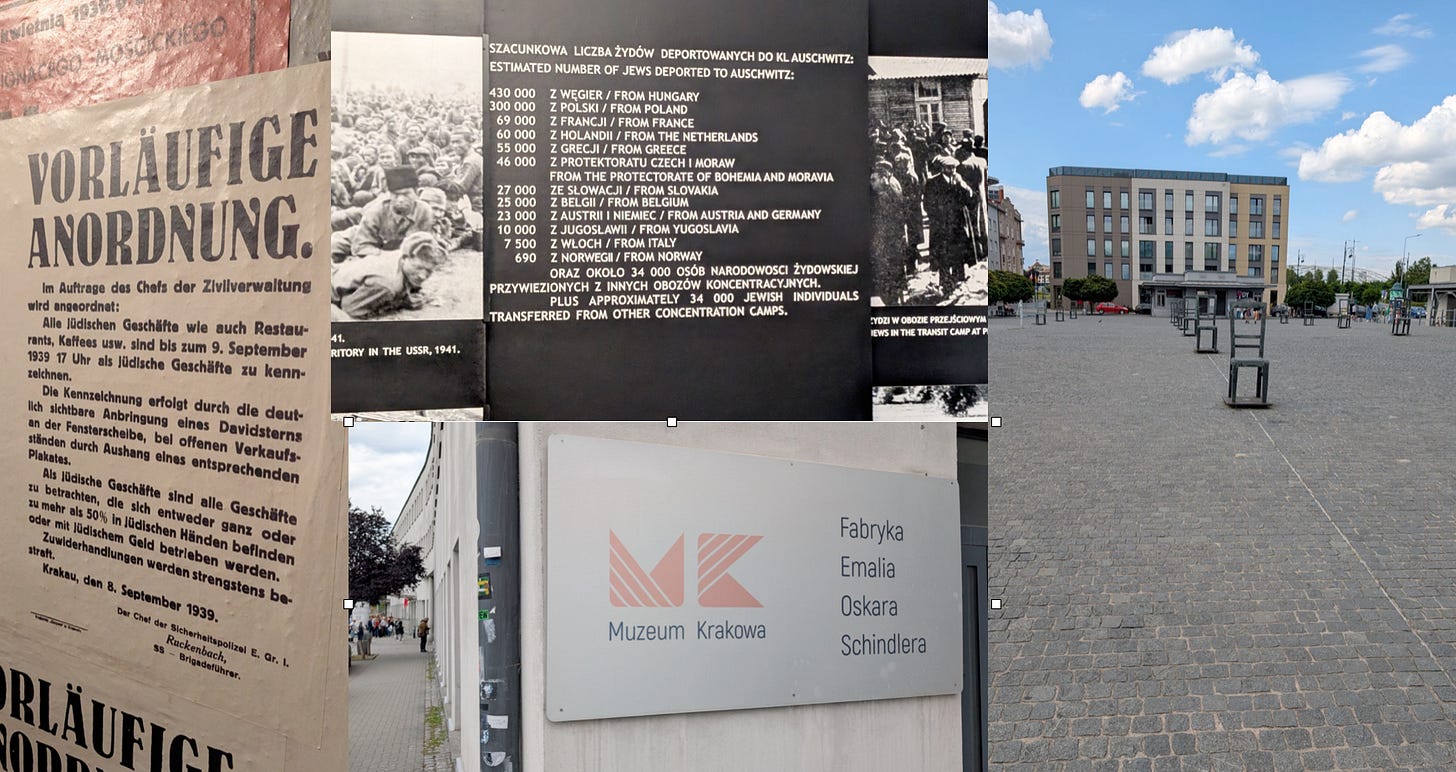 kwietnia 1939 r.
IGNACEGO MOŚCICKIEGO
VORLÄUFIGE
ANORDNUNG.
Im Auftrage des Chefs der Zivilverwaltung
wird angeordnet:
Alle jüdischen Geschäfte wie auch Restau-
rants, Kaffees usw. sind bis zum 9. September
1939 17 Uhr als jüdische Geschäfte zu kenn-
zeichnen.
Die Kennzeichnung erfolgt durch die deut-
lich sichtbare Anbringung eines Davidsterns
an der Fensterscheibe, bei offenen Verkaufs-
ständen durch Aushang eines entsprechenden
Plakates.
Als jüdische Geschäfte sind alle Geschäfte
zu betrachten, die sich entweder ganz oder
zu mehr als 50% in jüdischen Händen befinden
oder mit jüdischem Geld betrieben werden.
Zuwiderhandlungen werden strengstens be-
straft.
Krakau, den 8. September 1939.
Der Chef der Sicherheitspolizei E. Gr. I.
Ruckenbach,
SS – Brigadeführer.
ORLÄUFIGE
SZACUNKOWA LICZBA ŻYDÓW DEPORTOWANYCH DO KL AUSCHWITZ:
ESTIMATED NUMBER OF JEWS DEPORTED TO AUSCHWITZ:
430 000 Z WĘGIER / FROM HUNGARY
300 000 Z POLSKI / FROM POLAND
69 000 Z FRANCJI / FROM FRANCE
60 000 Z HOLANDII / FROM THE NETHERLANDS
55 000 Z GRECJI / FROM GREECE
46 000 Z PROTEKTORATU CZECH I MORAW
FROM THE PROTECTORATE OF BOHEMIA AND MORAVIA
27 000 ZE SŁOWACJI / FROM SLOVAKIA
25 000 Z BELGII / FROM BELGIUM
23 000 Z AUSTRII I NIEMIEC / FROM AUSTRIA AND GERMANY
10 000 Z JUGOSŁAWII / FROM YUGOSLAVIA
7 500 Z WŁOCH / FROM ITALY
690 Z NORWEGII / FROM NORWAY
ORAZ OKOŁO 34 000 OSÓB NARODOWOSCI ŻYDOWSKIEJ
PRZYWIEZIONYCH Z INNYCH OBOZÓW KONCENTRACYJNYCH.
PLUS APPROXIMATELY 34 000 JEWISH INDIVIDUALS
TRANSFERRED FROM OTHER CONCENTRATION CAMPS.
41.
RITORY IN THE USSR, 1941.
ŻYDZI W OBOZIE PRZEJŚCIOWYM
JEWS IN THE TRANSIT CAMP AT P
MK
Muzeum Krakowa
Fabryka
Emalia
Oskara
Schindlera